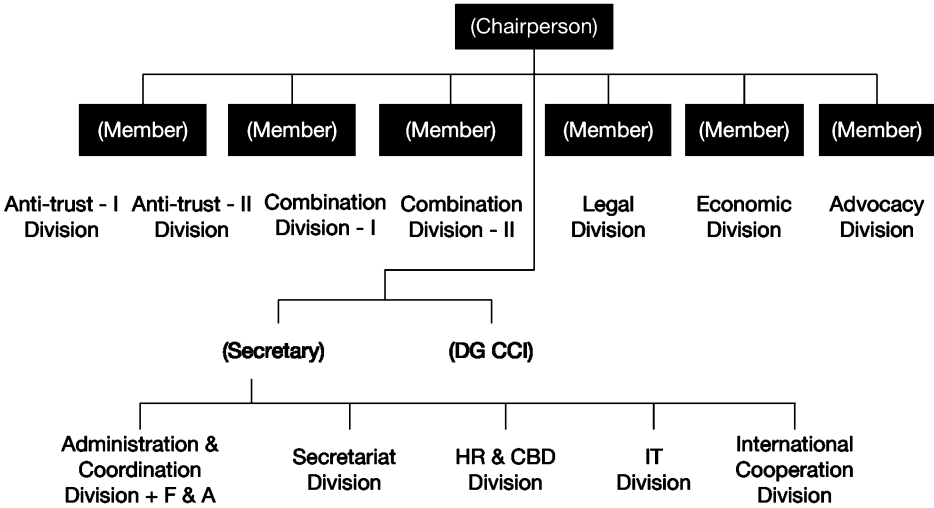 (Chairperson)
(Member)
(Member)
(Member)
(Member)
(Member)
(Member)
Anti-trust - I
Division
Anti-trust - II
Division
Combination
Division - I
Combination
Division - II
Legal
Division
Economic
Division
Advocacy
Division
(Secretary)
(DG CCI)
Administration &
Coordination
Division + F & A
Secretariat
Division
HR & CBD
Division
IT
Division
International
Cooperation
Division